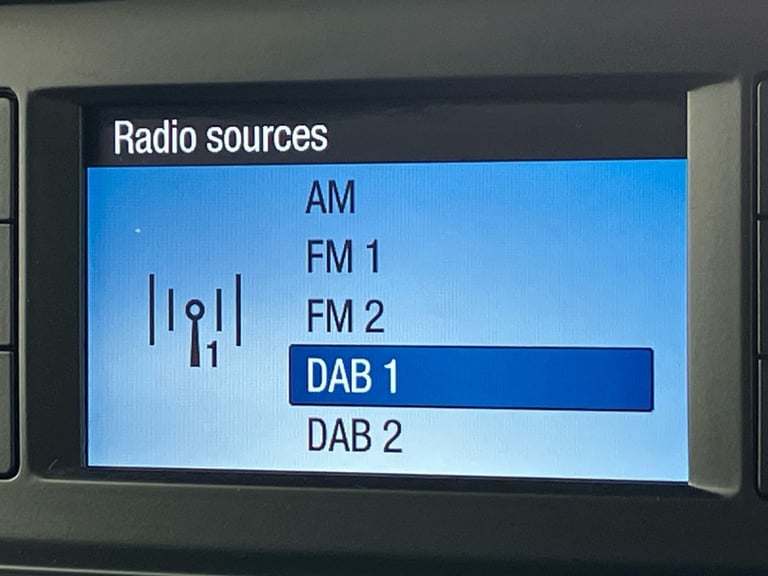 Radio sources
AM
FM 1
FM 2
1
DAB 1
DAB 2